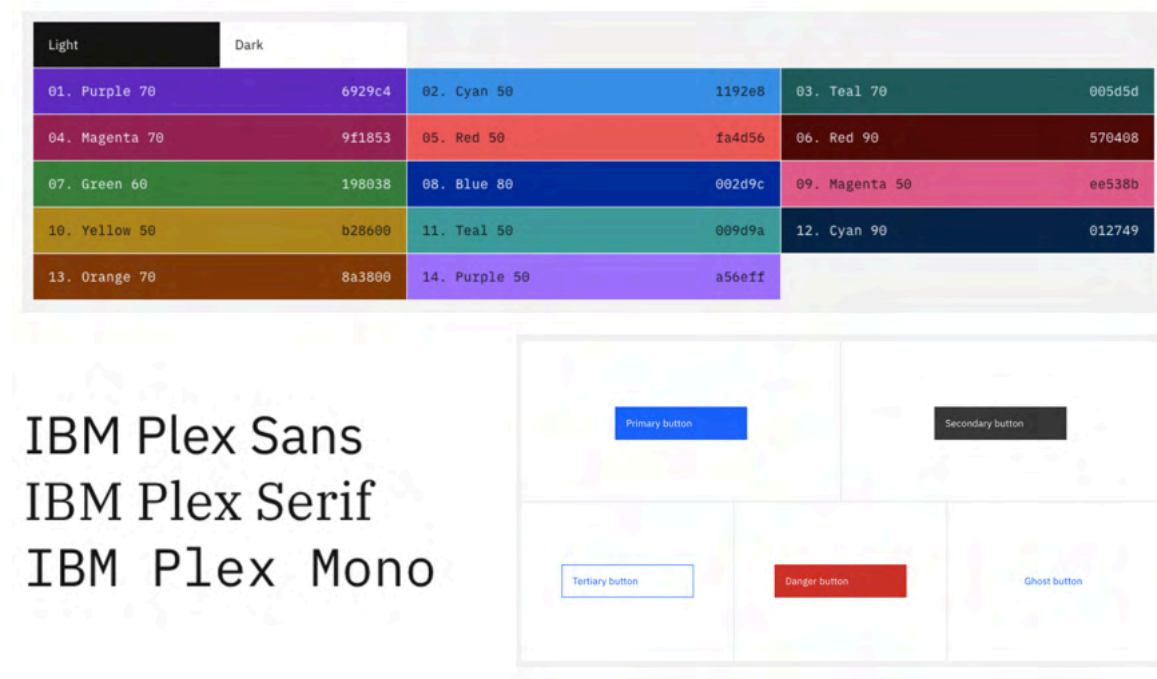 Light Dark
01. Purple 70 6929c4 02. Cyan 50 1192e8 03. Teal 70 005d5d
04. Magenta 70 9f1853 05. Red 50 fa4d56 06. Red 90 570408
07. Green 60 198038 08. Blue 80 002d9c 09. Magenta 50 ee538b
10. Yellow 50 b28600 11. Teal 50 009d9a 12. Cyan 90 012749
13. Orange 70 8a3800 14. Purple 50 a56eff
IBM Plex Sans
IBM Plex Serif
IBM Plex Mono
Primary button Secondary button
Tertiary button Danger button Ghost button